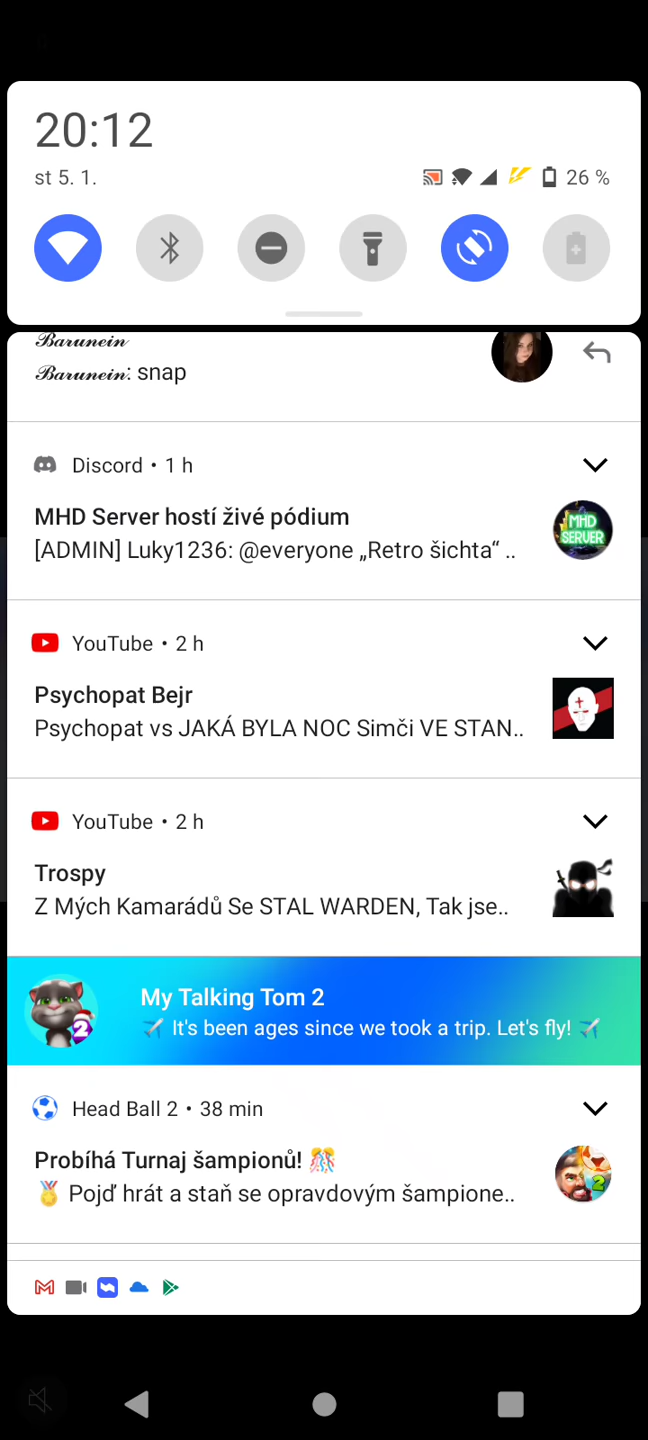 20:12
st 5. 1.
26 %
𝓑𝓪𝓻𝓾𝓷𝓮𝓲𝓷
𝓑𝓪𝓻𝓾𝓷𝓮𝓲𝓷: snap
Discord • 1 h
MHD Server hostí živé pódium
[ADMIN] Luky1236: @everyone „Retro šichta“ ..
MHD
SERVER
YouTube • 2 h
Psychopat Bejr
Psychopat vs JAKÁ BYLA NOC Simči VE STAN..
YouTube • 2 h
Trospy
Z Mých Kamarádů Se STAL WARDEN, Tak jse..
My Talking Tom 2
✈️ It's been ages since we took a trip. Let's fly! ✈️
2
Head Ball 2 • 38 min
Probíhá Turnaj šampionů! 🎊
🏅 Pojď hrát a staň se opravdovým šampione..
2